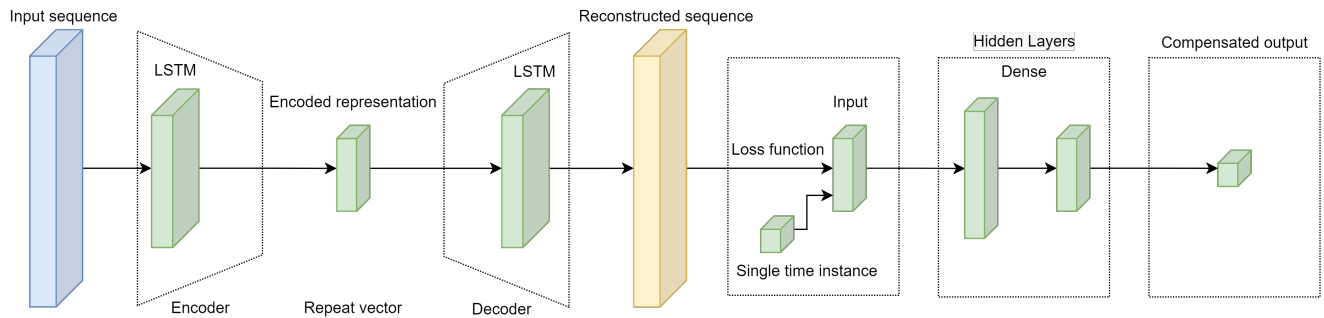 Input sequence
LSTM
Encoder
Encoded representation
Repeat vector
LSTM
Decoder
Reconstructed sequence
Loss function
Input
Single time instance
Hidden Layers
Dense
Compensated output